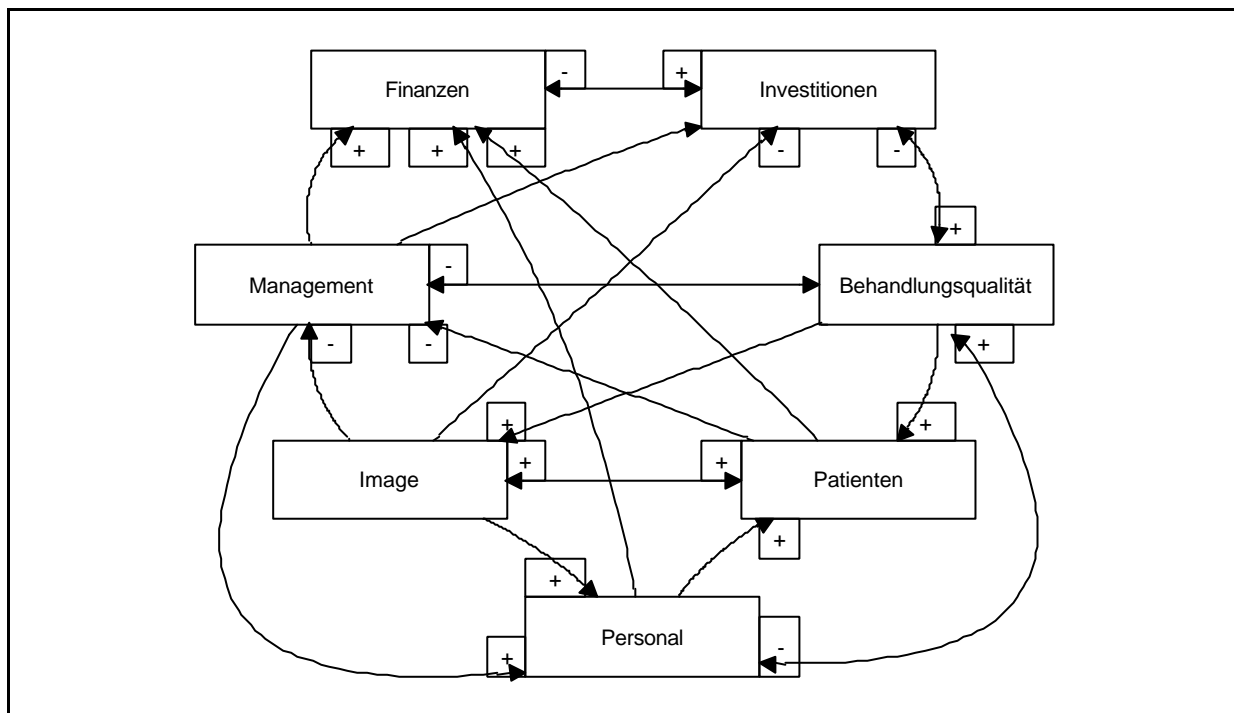 Finanzen
-
+
Investitionen
+
+
+
-
-
+
Management
-
Behandlungsqualität
-
-
+
+
+
Image
+
+
Patienten
+
+
Personal
+
-